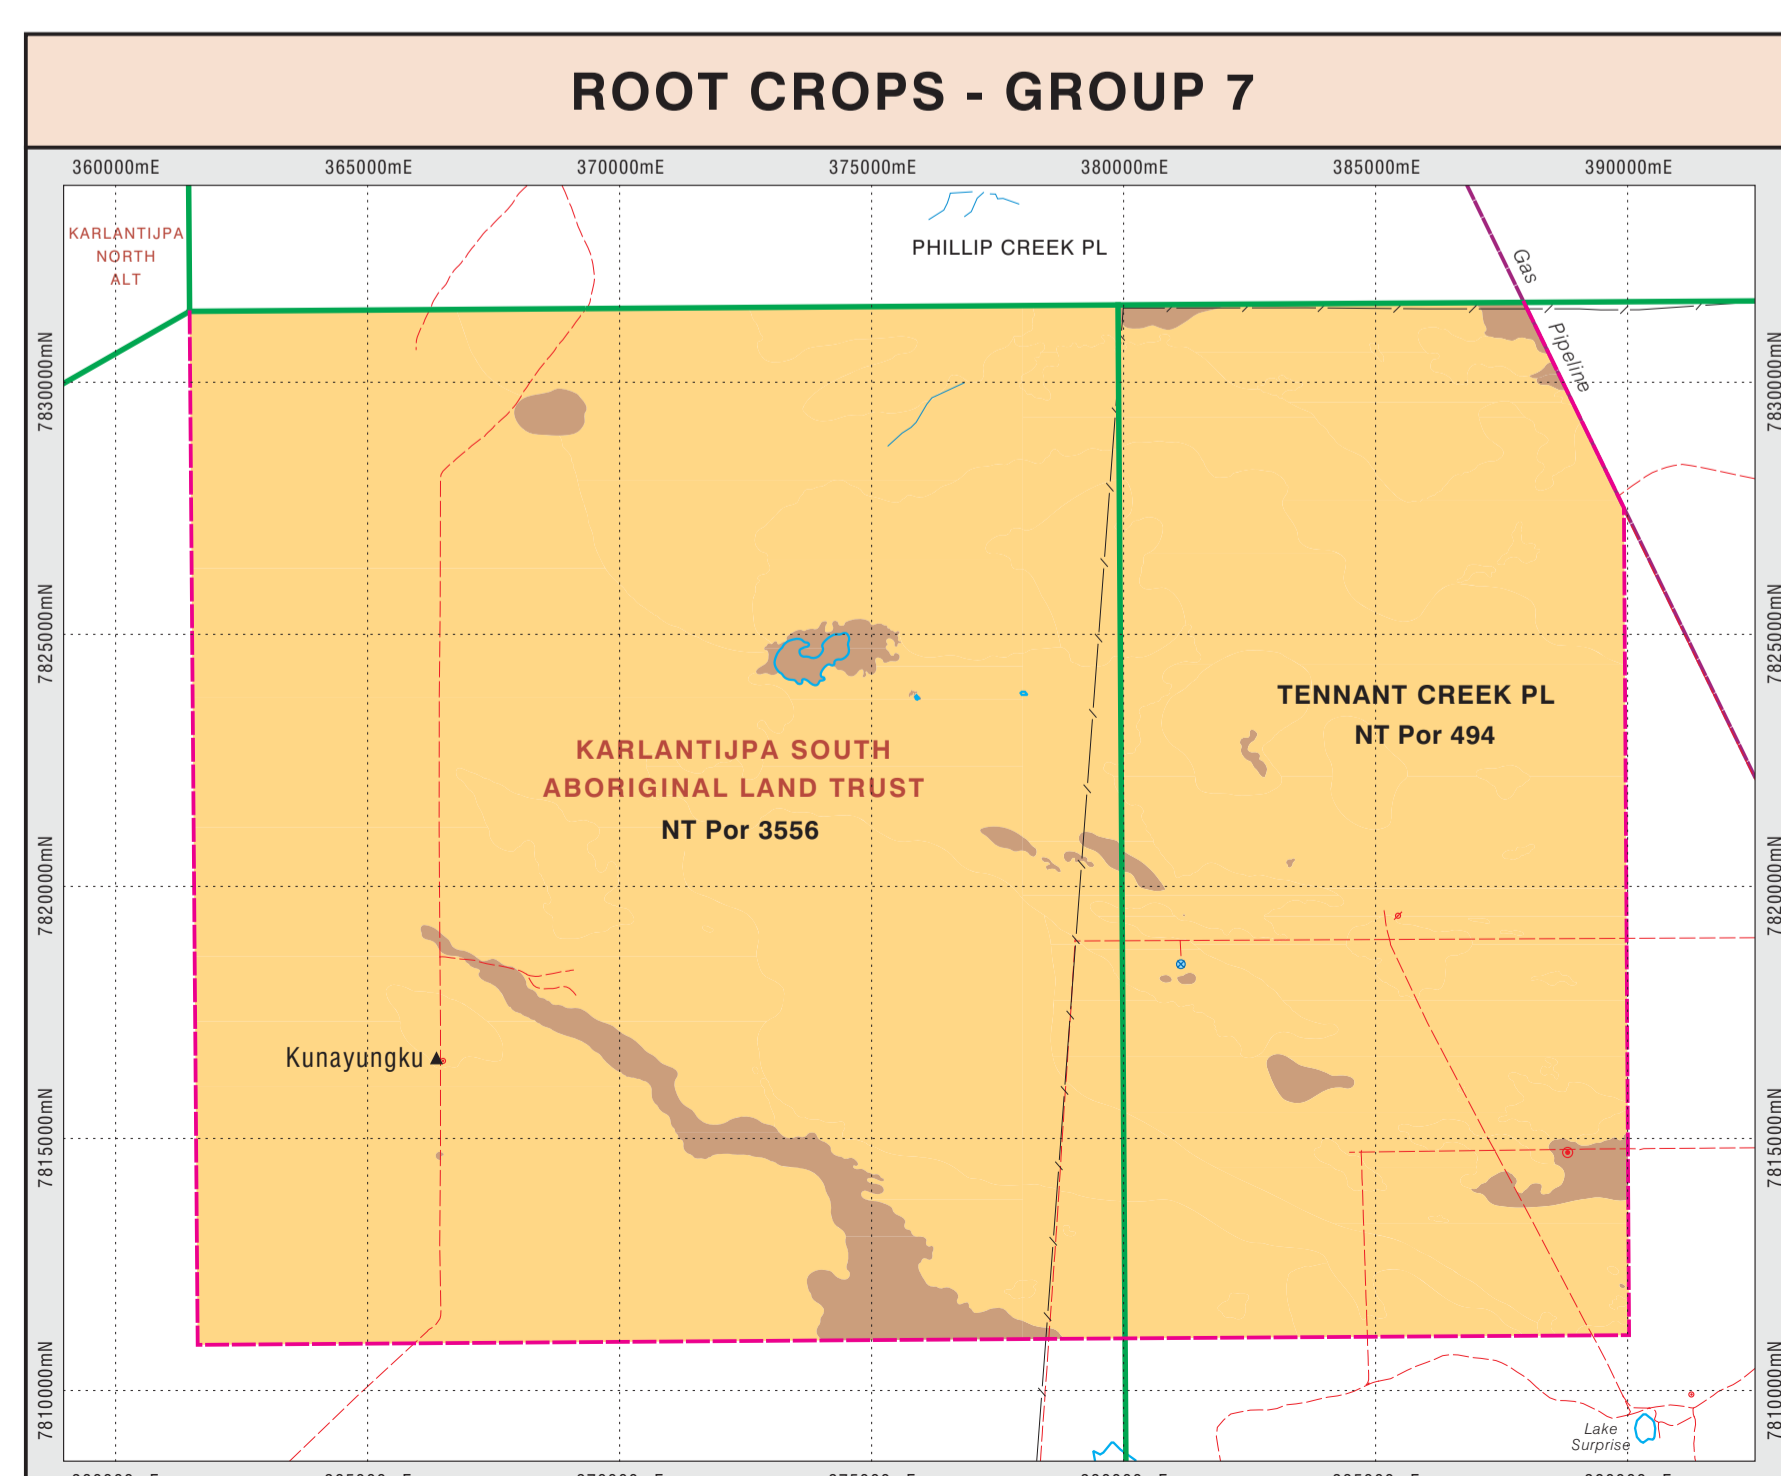 ROOT CROPS - GROUP 7
360000mE 365000mE 370000mE 375000mE 380000mE 385000mE 390000mE
KARLANTIJPA
NORTH
ALT
PHILLIP CREEK PL
Gas
Pipeline
7830000mN
7830000mN
7825000mN
7825000mN
TENNANT CREEK PL
NT Por 494
KARLANTIJPA SOUTH
ABORIGINAL LAND TRUST
NT Por 3556
7820000mN
7820000mN
Kunayungku
7815000mN
7815000mN
7810000mN
7810000mN
Lake
Surprise